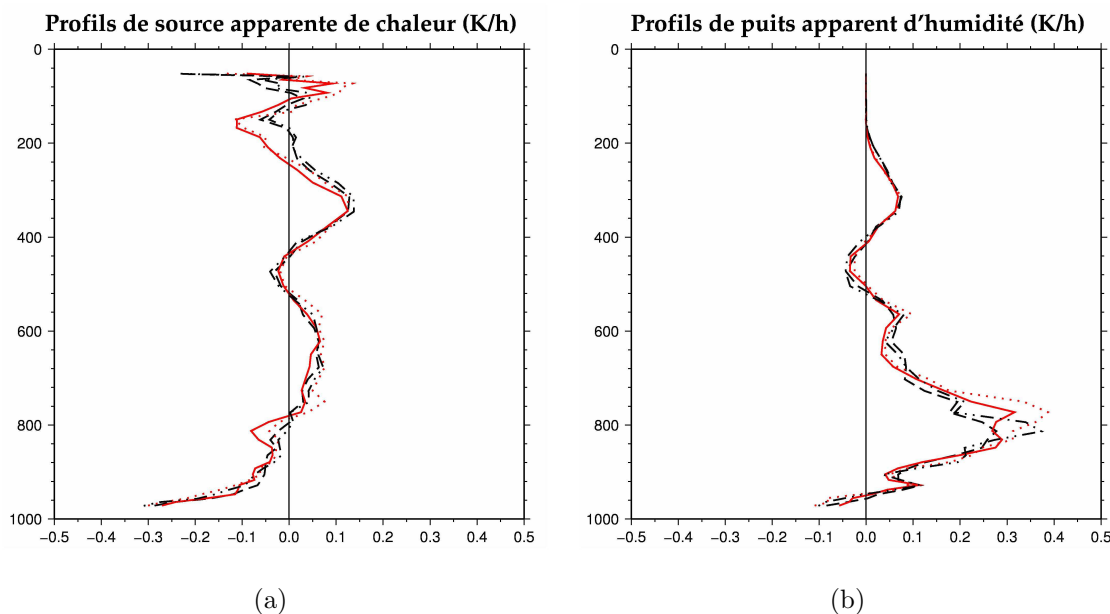 Profils de source apparente de chaleur (K/h)
0
200
400
600
800
1000
−0.5 −0.4 −0.3 −0.2 −0.1 0.0 0.1 0.2 0.3 0.4 0.5
(a)
Profils de puits apparent d'humidité (K/h)
0
200
400
600
800
1000
−0.5 −0.4 −0.3 −0.2 −0.1 0.0 0.1 0.2 0.3 0.4 0.5
(b)